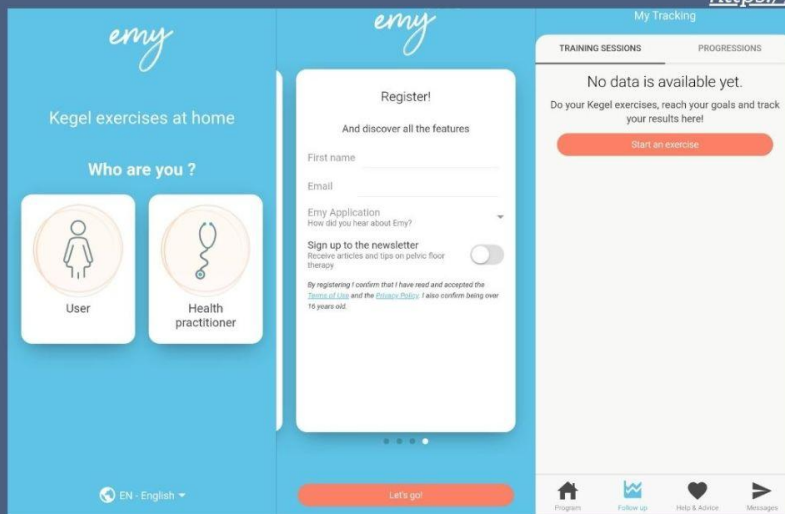 Https:/
emy
Kegel exercises at home
Who are you ?
User
Health
practitioner
EN - English
emy
Register!
And discover all the features
First name
Email
Emy Application
How did you hear about Emy?
Sign up to the newsletter
Receive articles and tips on pelvic floor
therapy
By registering I confirm that I have read and accepted the
Terms of Use and the Privacy Policy. I also confirm being over
16 years old.
Let's go!
My Tracking
TRAINING SESSIONS PROGRESSIONS
No data is available yet.
Do your Kegel exercises, reach your goals and track
your results here!
Start an exercise
Program Follow up Help & Advice Messages